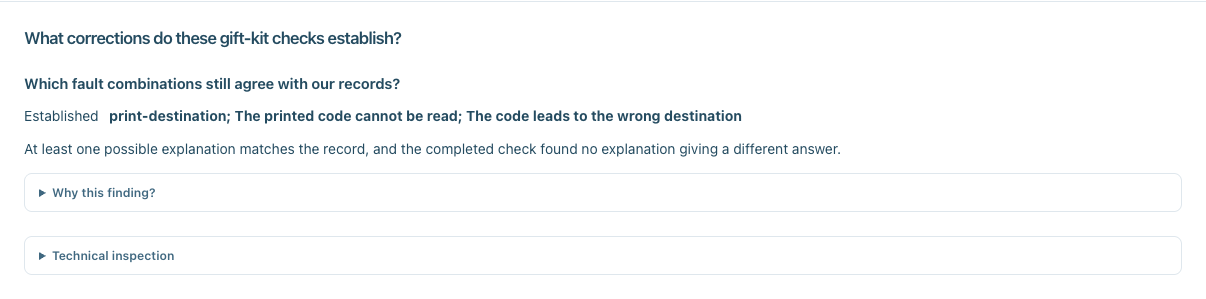 What corrections do these gift-kit checks establish?
Which fault combinations still agree with our records?
Established print-destination; The printed code cannot be read; The code leads to the wrong destination
At least one possible explanation matches the record, and the completed check found no explanation giving a different answer.
Why this finding?
Technical inspection